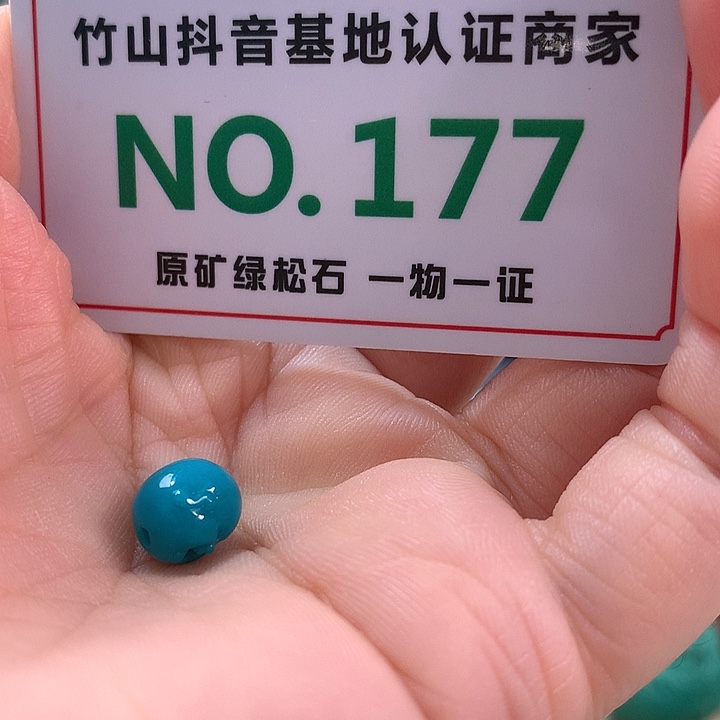 竹山抖音基地认证商家
NO.177
原矿绿松石 一物一证